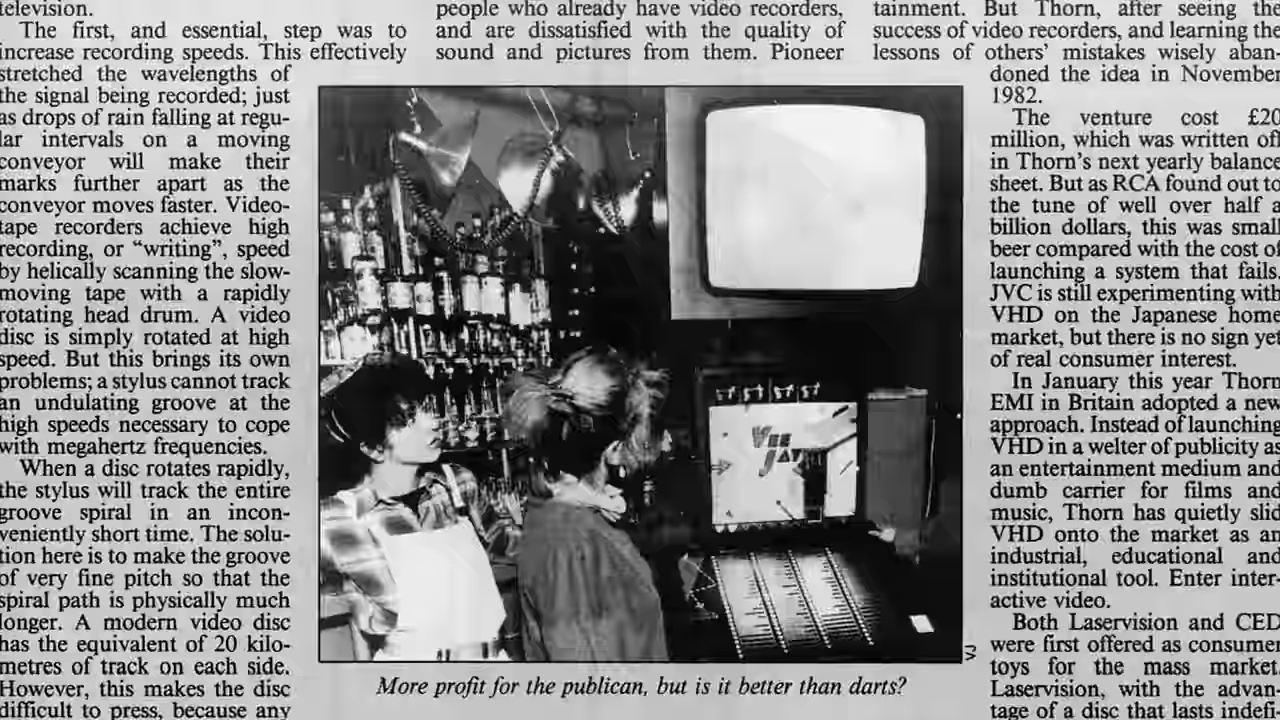 television.
The first, and essential, step was to
increase recording speeds. This effectively
stretched the wavelengths of
the signal being recorded; just
as drops of rain falling at regu-
lar intervals on a moving
conveyor will make their
marks further apart as the
conveyor moves faster. Video-
tape recorders achieve high
recording, or “writing”, speed
by helically scanning the slow-
moving tape with a rapidly
rotating head drum. A video
disc is simply rotated at high
speed. But this brings its own
problems; a stylus cannot track
an undulating groove at the
high speeds necessary to cope
with megahertz frequencies.
When a disc rotates rapidly,
the stylus will track the entire
groove spiral in an incon-
veniently short time. The solu-
tion here is to make the groove
of very fine pitch so that the
spiral path is physically much
longer. A modern video disc
has the equivalent of 20 kilo-
metres of track on each side.
However, this makes the disc
difficult to press, because any
people who already have video recorders,
and are dissatisfied with the quality of
sound and pictures from them. Pioneer
VEE
JAY
More profit for the publican, but is it better than darts?
tainment. But Thorn, after seeing the
success of video recorders, and learning the
lessons of others’ mistakes wisely aban-
doned the idea in November
1982.
The venture cost £20
million, which was written off
in Thorn’s next yearly balance
sheet. But as RCA found out to
the tune of well over half a
billion dollars, this was small
beer compared with the cost of
launching a system that fails.
JVC is still experimenting with
VHD on the Japanese home
market, but there is no sign yet
of real consumer interest.
In January this year Thorn
EMI in Britain adopted a new
approach. Instead of launching
VHD in a welter of publicity as
an entertainment medium and
dumb carrier for films and
music, Thorn has quietly slid
VHD onto the market as an
industrial, educational and
institutional tool. Enter inter-
active video.
Both Laservision and CED
were first offered as consumer
toys for the mass market.
Laservision, with the advan-
tage of a disc that lasts indefi-